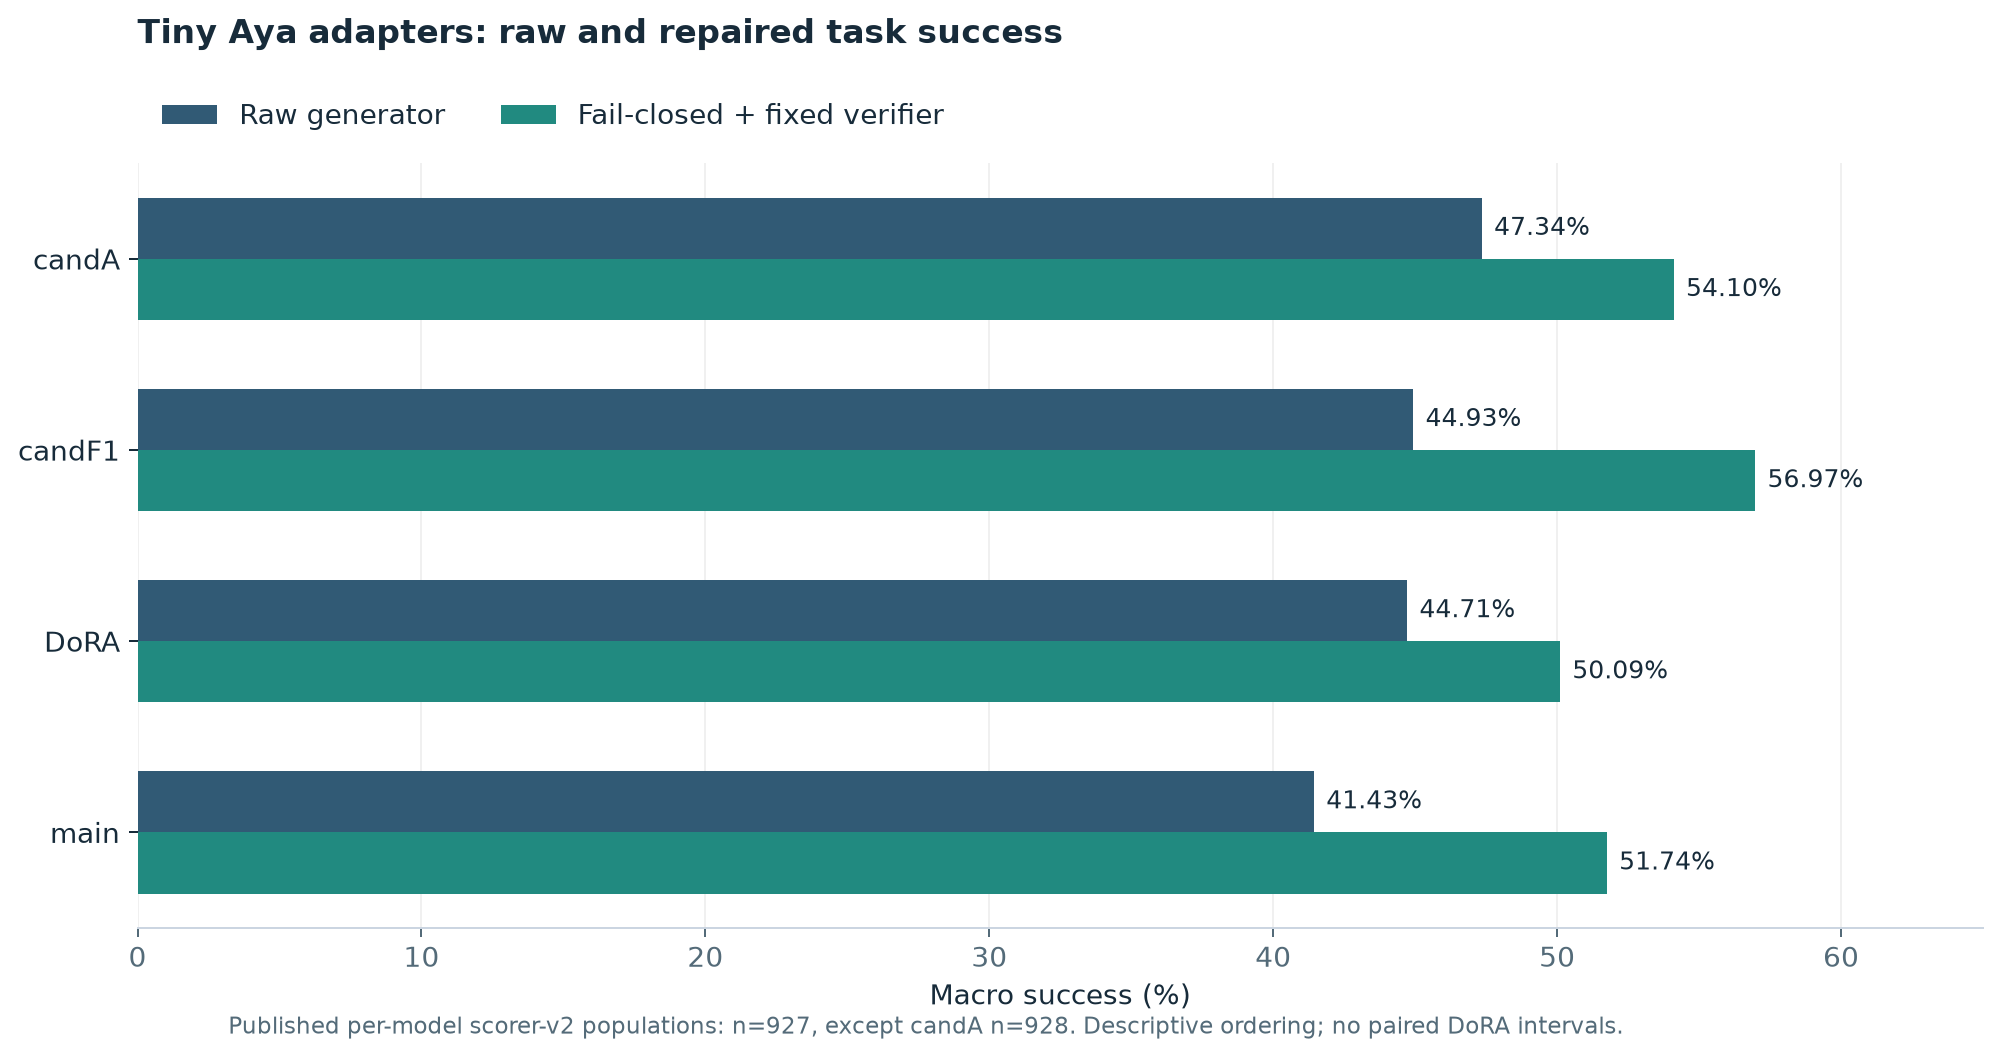 Tiny Aya adapters: raw and repaired task success
Raw generator
Fail-closed + fixed verifier
candA
47.34%
54.10%
candF1
44.93%
56.97%
DoRA
44.71%
50.09%
main
41.43%
51.74%
0 10 20 30 40 50 60
Macro success (%)
Published per-model scorer-v2 populations: n=927, except candA n=928. Descriptive ordering; no paired DoRA intervals.